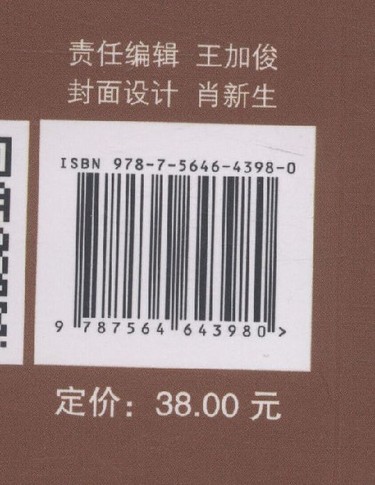 责任编辑 王加俊
封面设计 肖新生
ISBN 978-7-5646-4398-0
9 787564 643980 >
定价：38.00 元